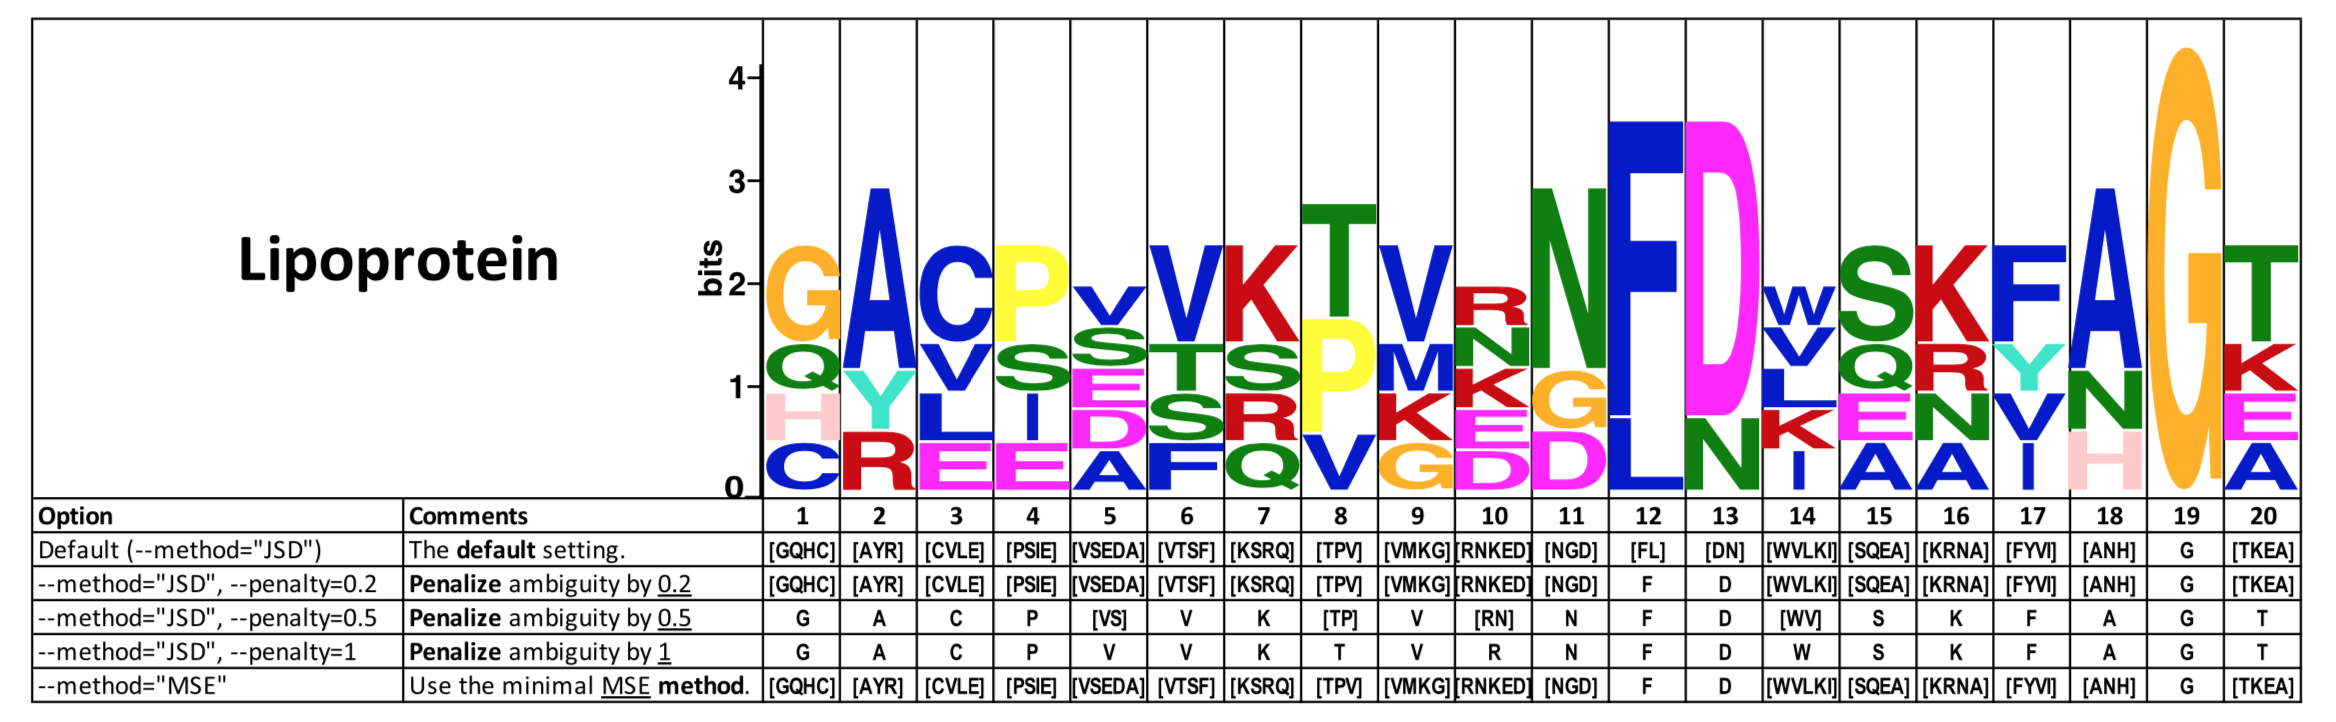 Lipoprotein
bits
4
3
2
1
0
G A C P V V K T V R N F D W S K F A G T
Q Y V S S T S P M N G L N V Q R Y N K
H R L I E S R V K K D L E N V H E
C E E D F Q G E K A A I A
A D I
Option Comments 1 2 3 4 5 6 7 8 9 10 11 12 13 14 15 16 17 18 19 20
Default (--method="JSD") The default setting. [GQHC] [AYR] [CVLE] [PSIE] [VSEDA] [VTSF] [KSRQ] [TPV] [VMKG] [RNKED] [NGD] [FL] [DN] [WVLKI] [SQEA] [KRNA] [FYVI] [ANH] G [TKEA]
--method="JSD", --penalty=0.2 Penalize ambiguity by 0.2 [GQHC] [AYR] [CVLE] [PSIE] [VSEDA] [VTSF] [KSRQ] [TPV] [VMKG] [RNKED] [NGD] F D [WVLKI] [SQEA] [KRNA] [FYVI] [ANH] G [TKEA]
--method="JSD", --penalty=0.5 Penalize ambiguity by 0.5 G A C P [VS] V K [TP] V [RN] N F D [WV] S K F A G T
--method="JSD", --penalty=1 Penalize ambiguity by 1 G A C P V V K T V R N F D W S K F A G T
--method="MSE" Use the minimal MSE method. [GQHC] [AYR] [CVLE] [PSIE] [VSEDA] [VTSF] [KSRQ] [TPV] [VMKG] [RNKED] [NGD] F D [WVLKI] [SQEA] [KRNA] [FYVI] [ANH] G [TKEA]